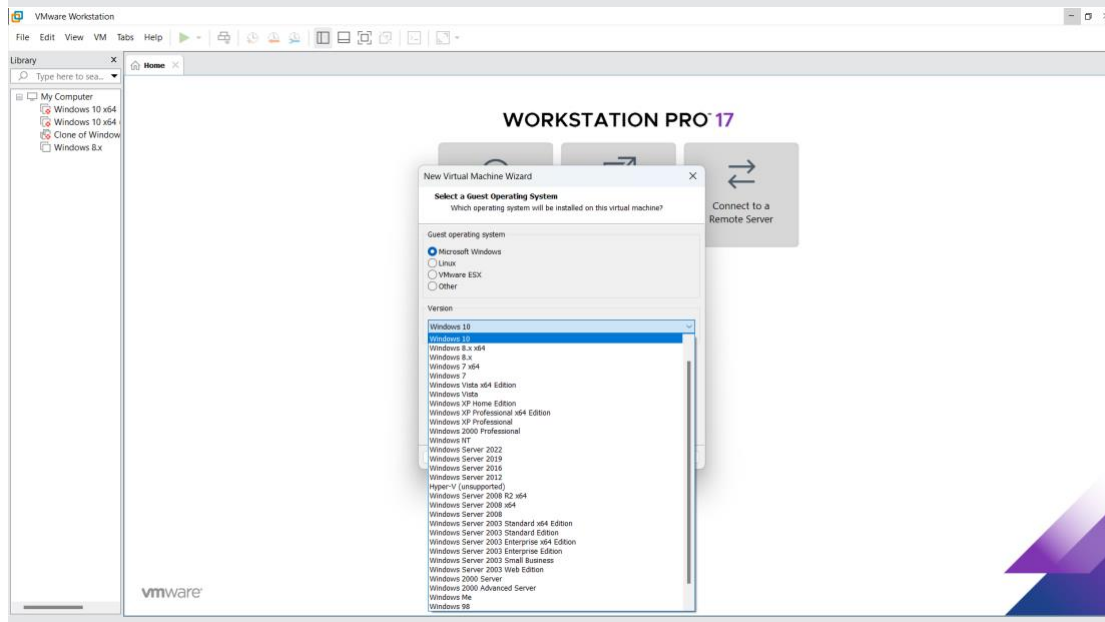 VMware Workstation
File Edit View VM Tabs Help
Library
Type here to sea...
My Computer
Windows 10 x64
Windows 10 x64
Clone of Window
Windows 8.x
Home
WORKSTATION PRO™ 17
Connect to a
Remote Server
New Virtual Machine Wizard
Select a Guest Operating System
Which operating system will be installed on this virtual machine?
Guest operating system
Microsoft Windows
Linux
VMware ESX
Other
Version
Windows 10
Windows 10
Windows 8.x x64
Windows 8.x
Windows 7 x64
Windows 7
Windows Vista x64 Edition
Windows Vista
Windows XP Home Edition
Windows XP Professional x64 Edition
Windows XP Professional
Windows 2000 Professional
Windows NT
Windows Server 2022
Windows Server 2019
Windows Server 2016
Windows Server 2012
Hyper-V (unsupported)
Windows Server 2008 R2 x64
Windows Server 2008 x64
Windows Server 2008
Windows Server 2003 Standard x64 Edition
Windows Server 2003 Standard Edition
Windows Server 2003 Enterprise x64 Edition
Windows Server 2003 Enterprise Edition
Windows Server 2003 Small Business
Windows Server 2003 Web Edition
Windows 2000 Server
Windows 2000 Advanced Server
Windows Me
Windows 98
vmware®